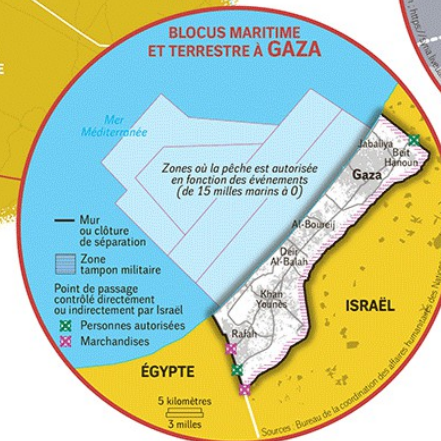 BLOCUS MARITIME
ET TERRESTRE À GAZA
Mer
Méditerranée
Zones où la pêche est autorisée
en fonction des événements
(de 15 milles marins à 0)
Jabaliya
Beit
Hanoun
Gaza
Al-Boureij
Deir
Al-Balah
Khan
Younès
Rafah
ISRAËL
ÉGYPTE
Mur
ou clôture
de séparation
Zone
tampon militaire
Point de passage
contrôlé directement
ou indirectement par Israël
Personnes autorisées
Marchandises
5 kilomètres
3 milles
Sources : Bureau de la coordination des affaires humanitaires des